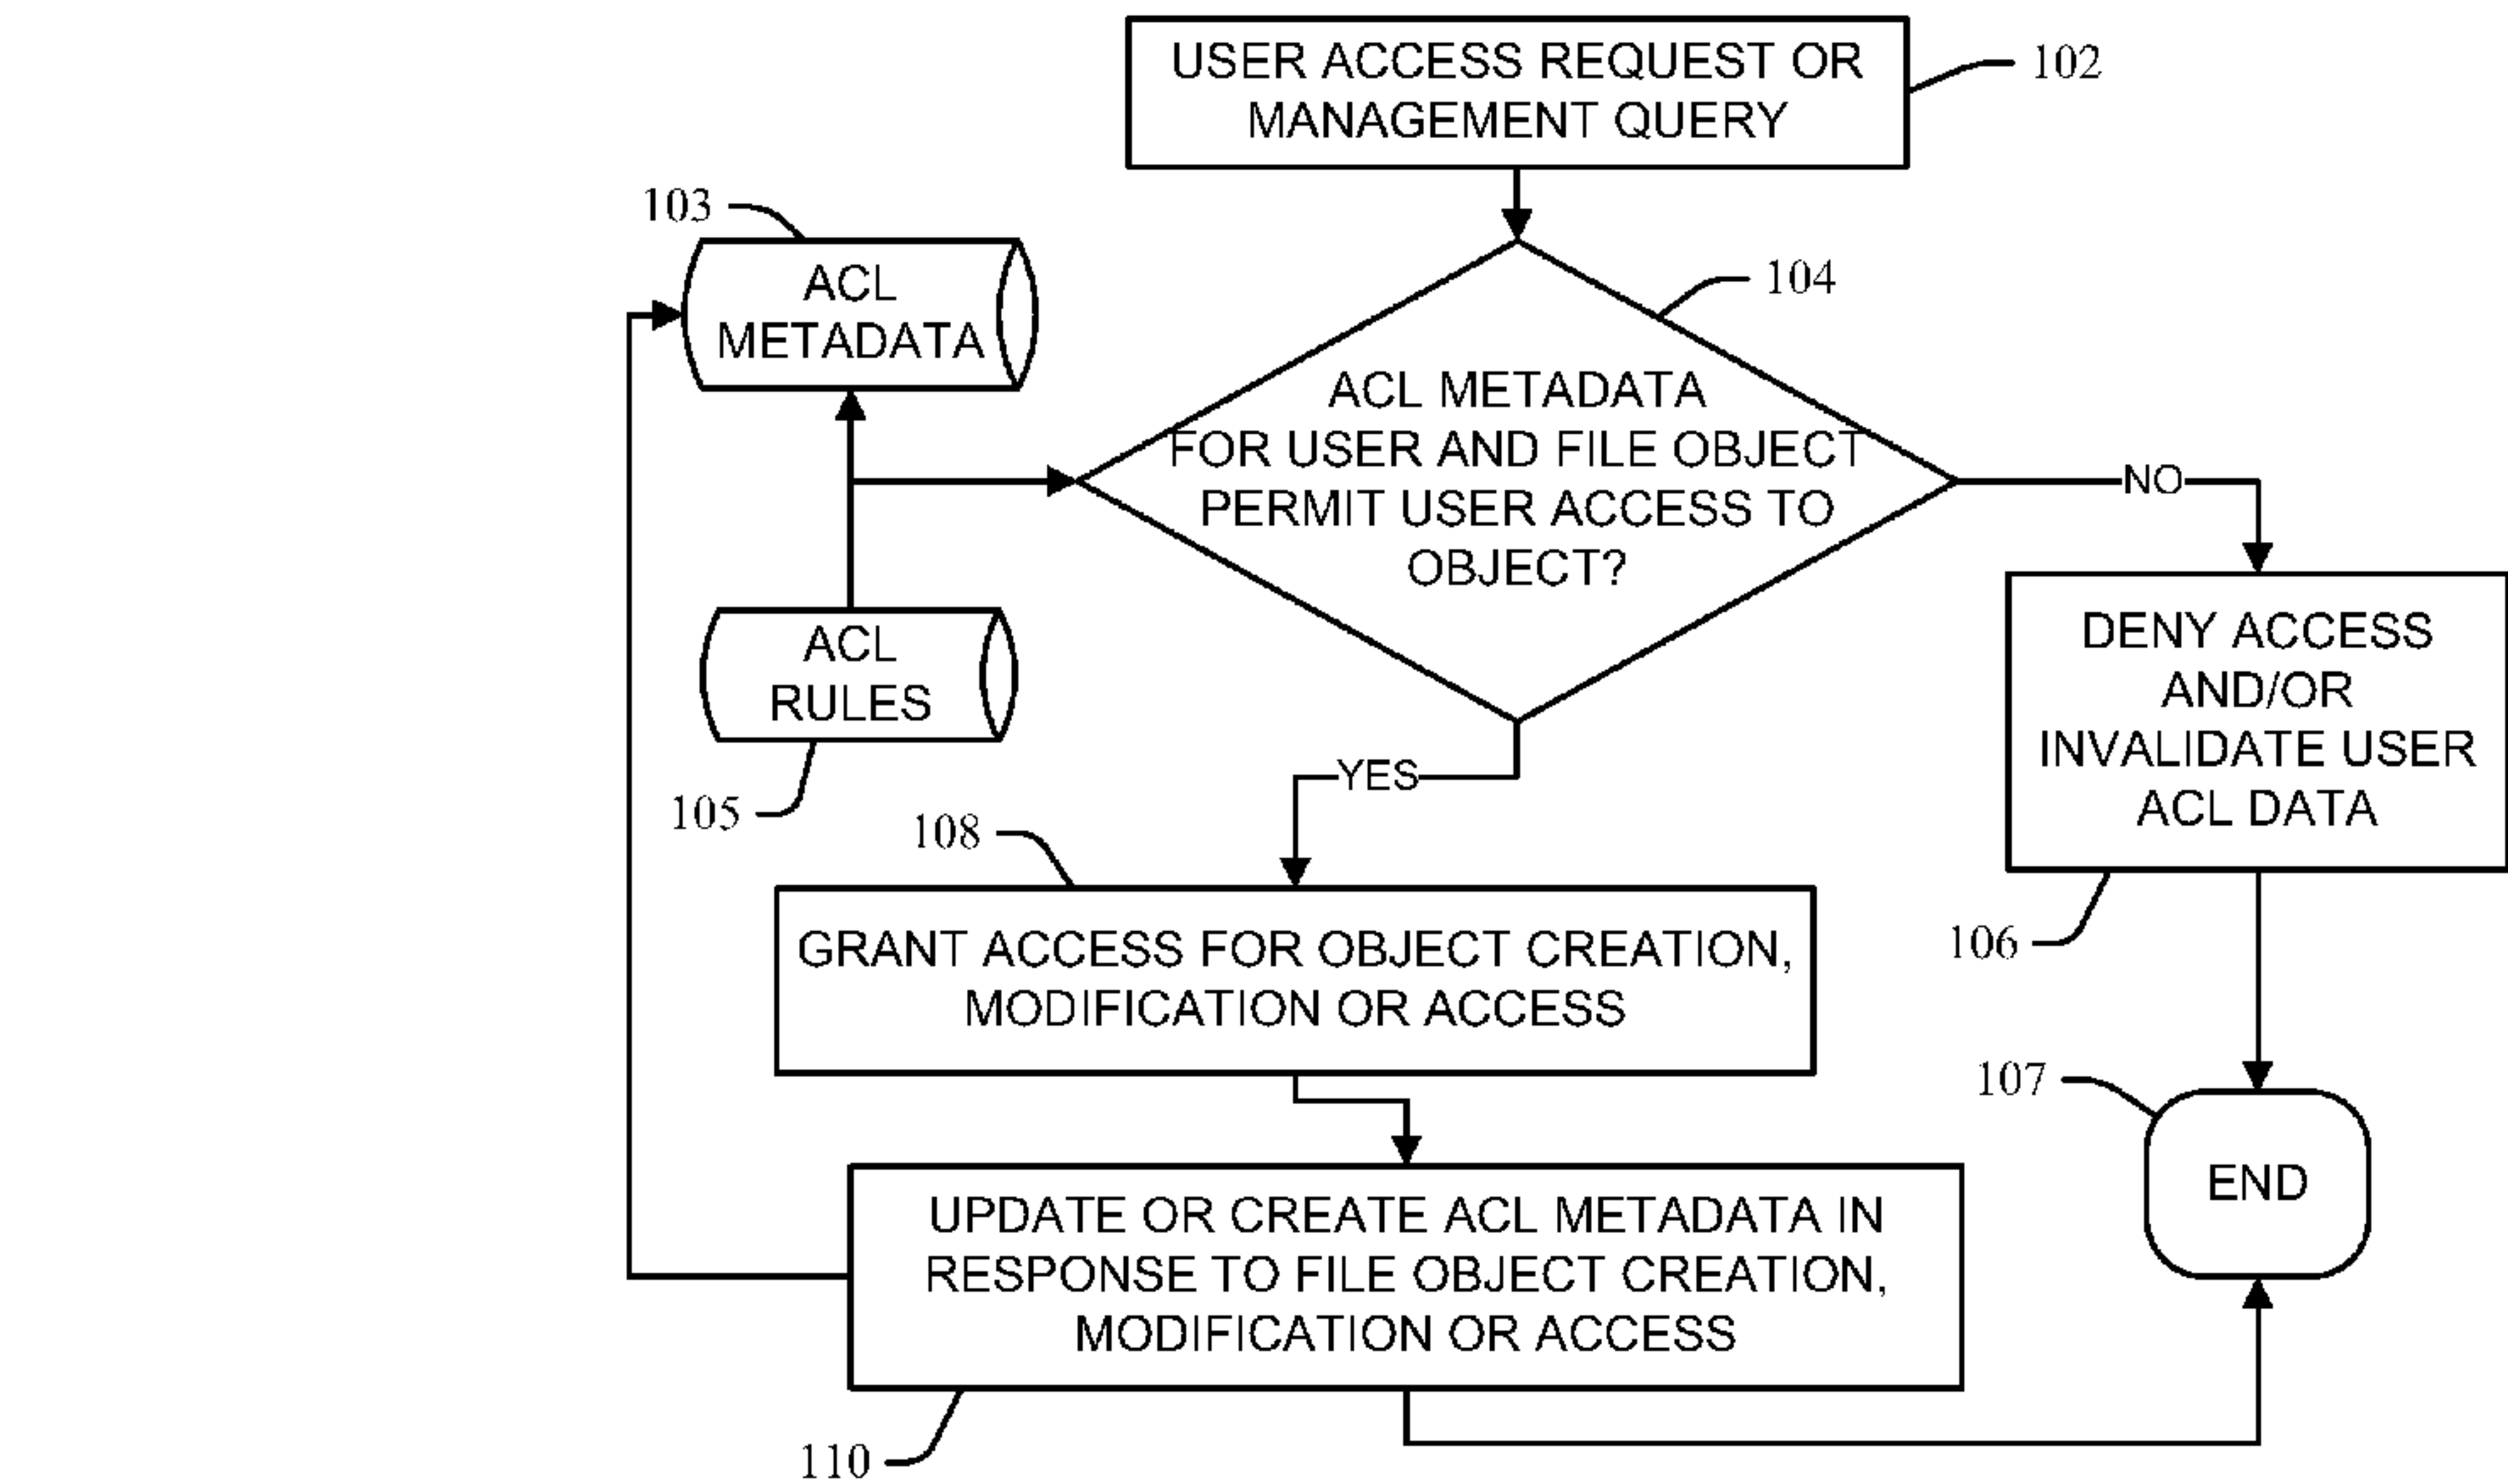 USER ACCESS REQUEST OR
MANAGEMENT QUERY
102
103
ACL
METADATA
104
ACL METADATA
FOR USER AND FILE OBJECT
PERMIT USER ACCESS TO
OBJECT?
NO
ACL
RULES
105
DENY ACCESS
AND/OR
INVALIDATE USER
ACL DATA
106
YES
108
GRANT ACCESS FOR OBJECT CREATION,
MODIFICATION OR ACCESS
107
END
UPDATE OR CREATE ACL METADATA IN
RESPONSE TO FILE OBJECT CREATION,
MODIFICATION OR ACCESS
110